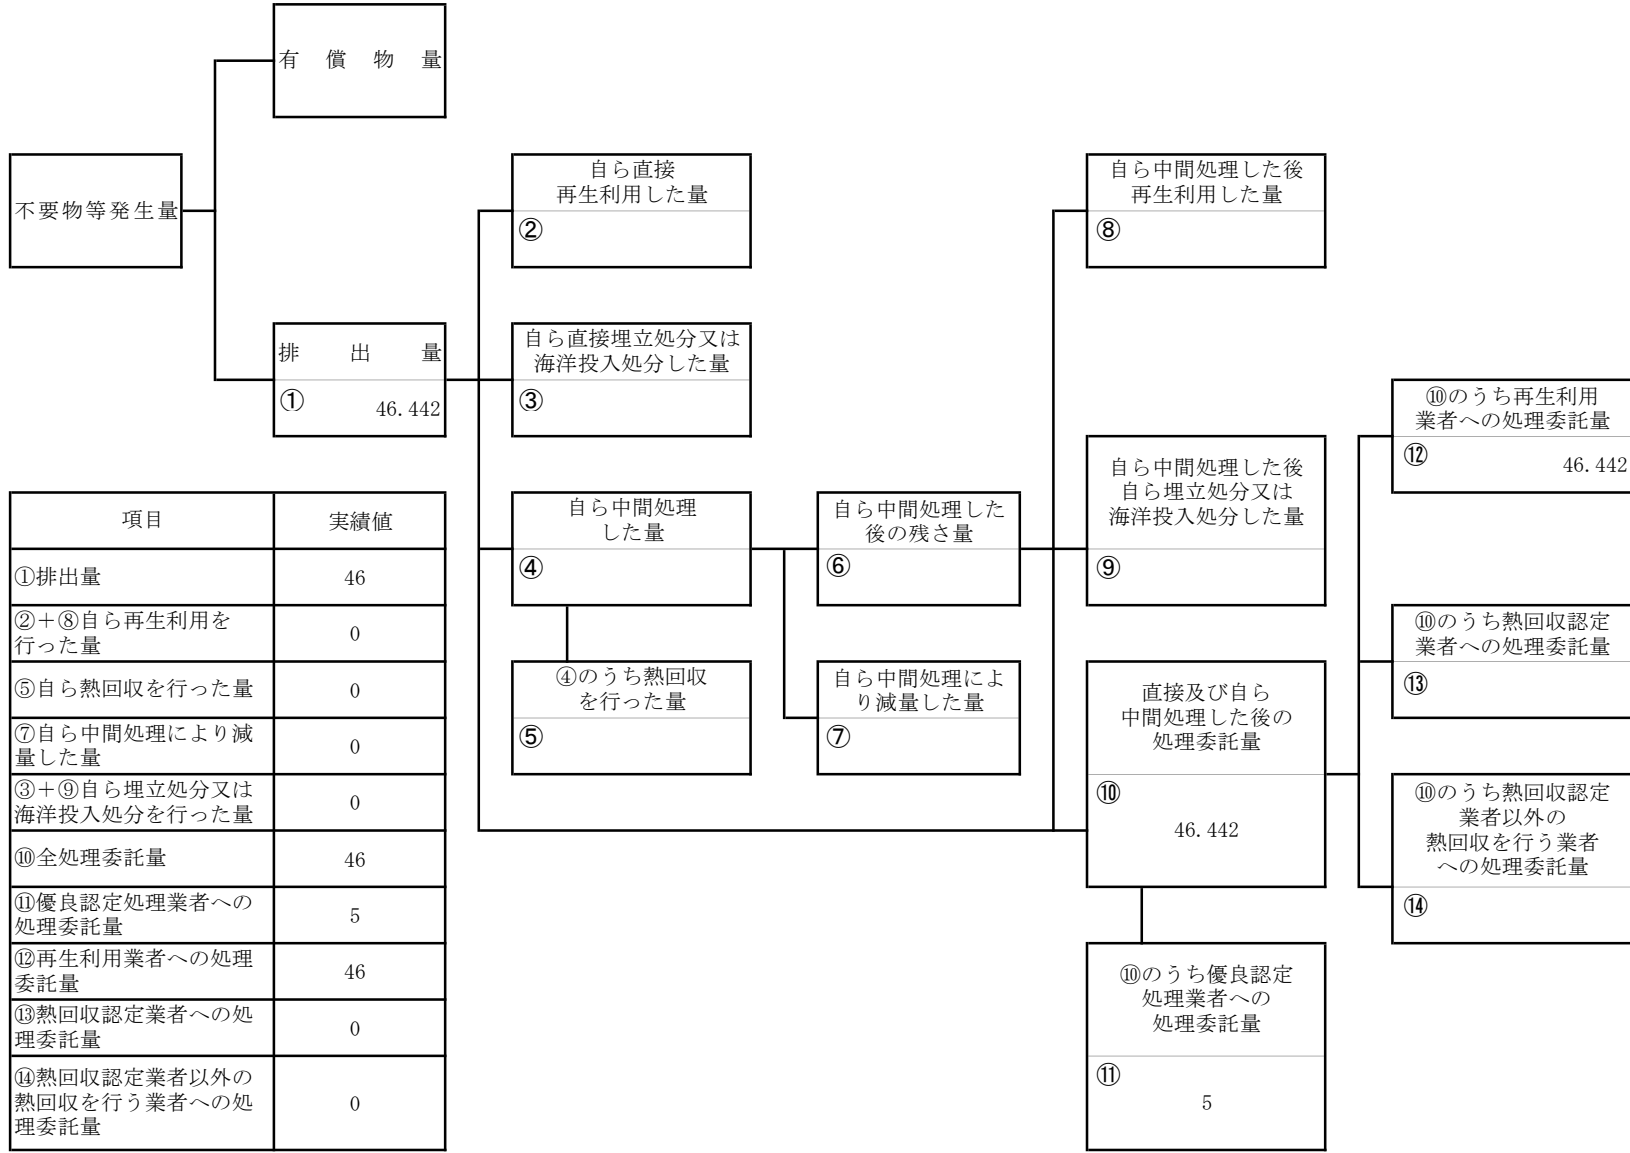 有償物量
不要物等発生量
自ら直接
再生利用した量
②
自ら中間処理した後
再生利用した量
⑧
排出量
①
46.442
自ら直接埋立処分又は
海洋投入処分した量
③
⑩のうち再生利用
業者への処理委託量
⑫
46.442
自ら中間処理
した量
④
自ら中間処理した
後の残さ量
⑥
自ら中間処理した後
自ら埋立処分又は
海洋投入処分した量
⑨
⑩のうち熱回収認定
業者への処理委託量
⑬
④のうち熱回収
を行った量
⑤
自ら中間処理によ
り減量した量
⑦
直接及び自ら
中間処理した後の
処理委託量
⑩
46.442
⑩のうち熱回収認定
業者以外の
熱回収を行う業者
への処理委託量
⑭
⑩のうち優良認定
処理業者への
処理委託量
⑪
5
項目 実績値
①排出量 46
②+⑧自ら再生利用を
行った量 0
⑤自ら熱回収を行った量 0
⑦自ら中間処理により減
量した量 0
③+⑨自ら埋立処分又は
海洋投入処分を行った量 0
⑩全処理委託量 46
⑪優良認定処理業者への
処理委託量 5
⑫再生利用業者への処理
委託量 46
⑬熱回収認定業者への処
理委託量 0
⑭熱回収認定業者以外の
熱回収を行う業者への処
理委託量 0